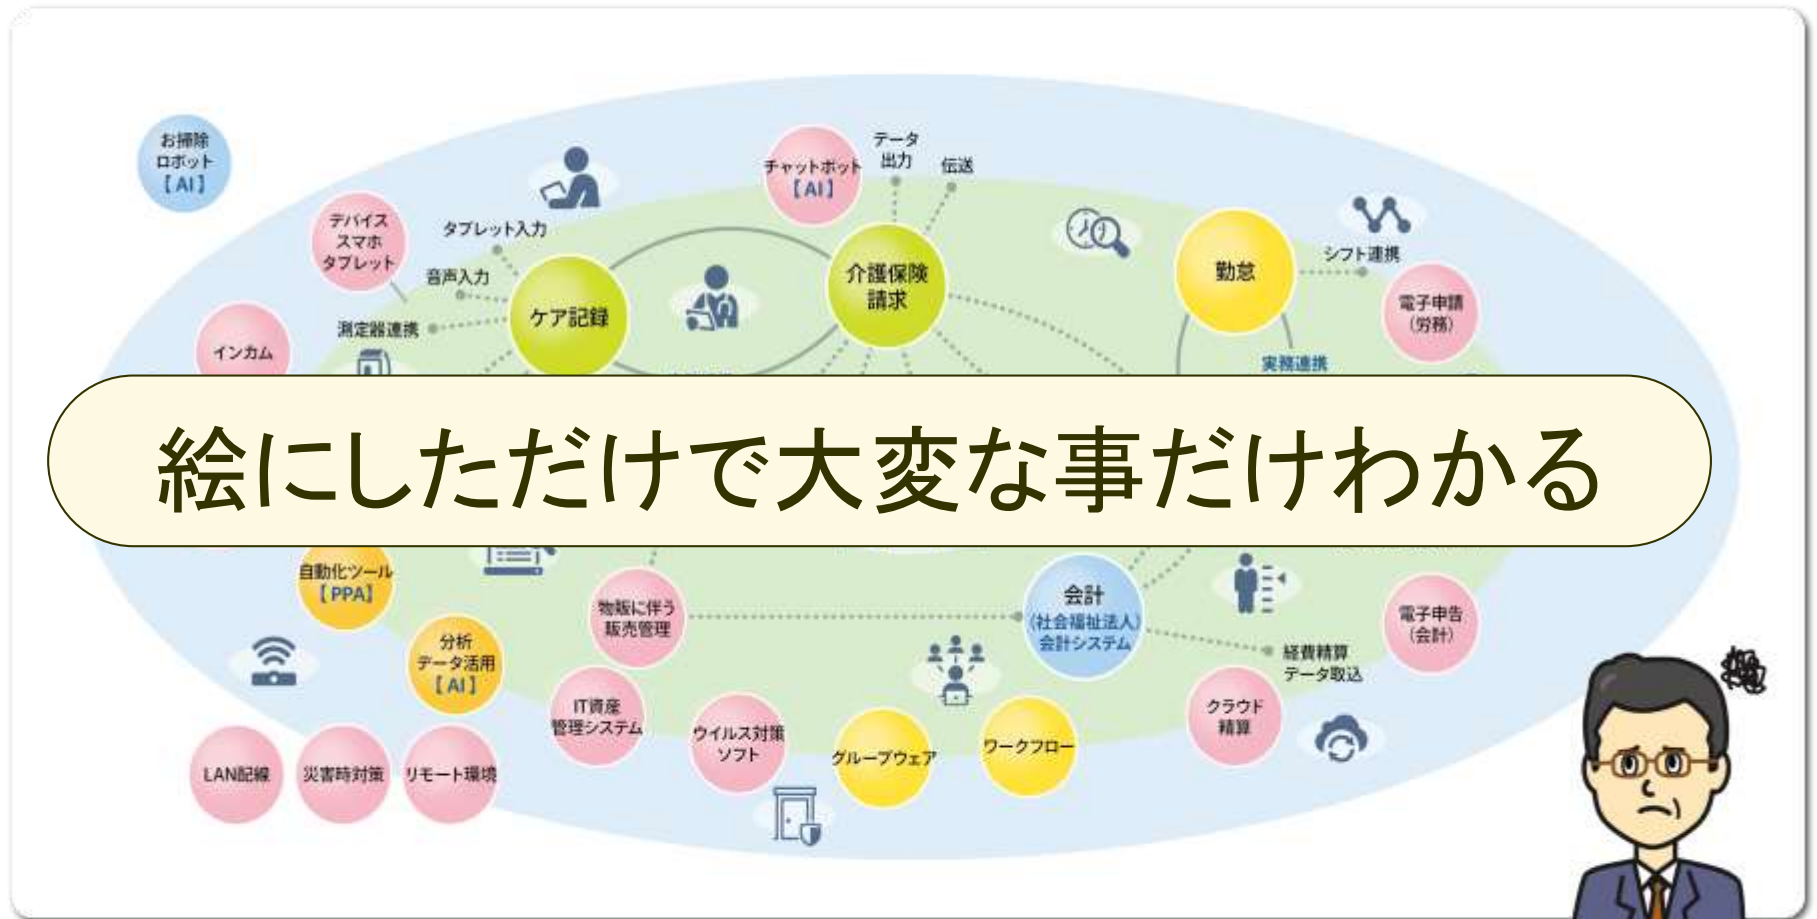 お掃除
ロボット
【AI】
デバイス
スマホ
タブレット
タブレット入力
音声入力
測定器連携
インカム
ケア記録
チャットボット
【AI】
データ
出力
伝送
介護保険
請求
勤怠
シフト連携
電子申請
（労務）
実務連携
絵にしただけで大変な事だけわかる
自動化ツール
【PPA】
分析
データ活用
【AI】
物販に伴う
販売管理
会計
（社会福祉法人）
会計システム
電子申告
（会計）
経費精算
データ取込
IT資産
管理システム
ウイルス対策
ソフト
グループウェア
ワークフロー
クラウド
精算
LAN配線
災害時対策
リモート環境